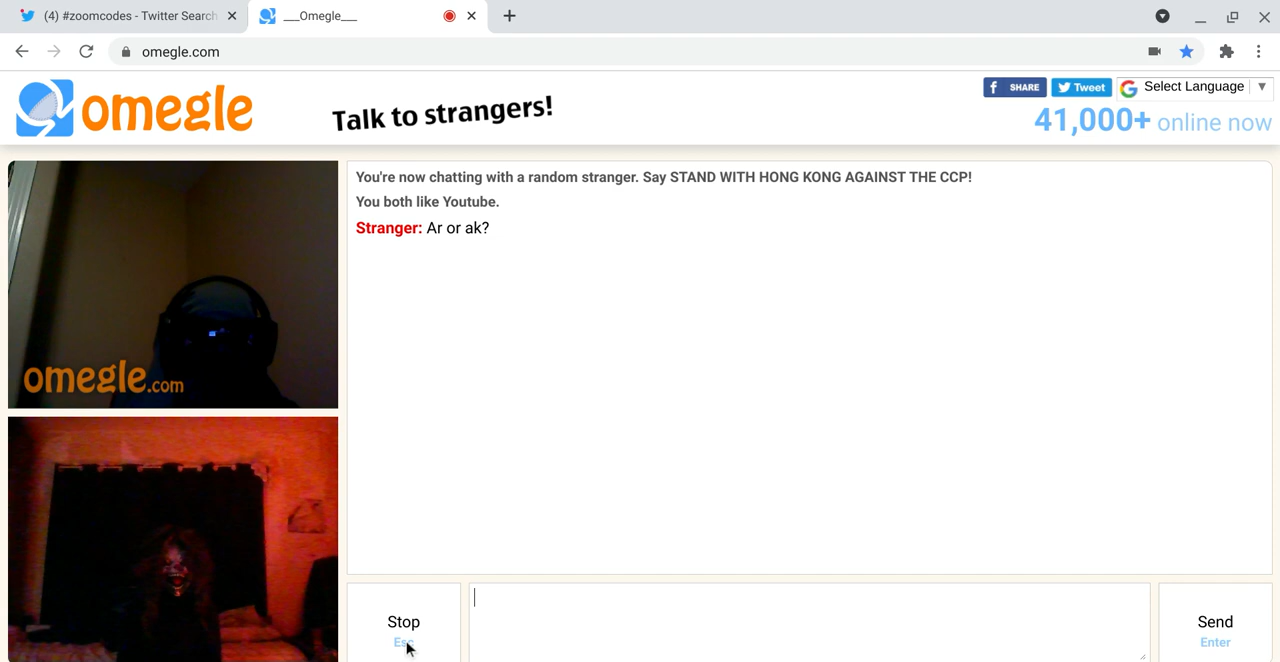 (4) #zoomcodes - Twitter Search
___Omegle___
omegle.com
omegle
Talk to strangers!
SHARE
Tweet
Select Language
41,000+ online now
You're now chatting with a random stranger. Say STAND WITH HONG KONG AGAINST THE CCP!
You both like Youtube.
Stranger: Ar or ak?
omegle.com
Stop
Esc
Send
Enter